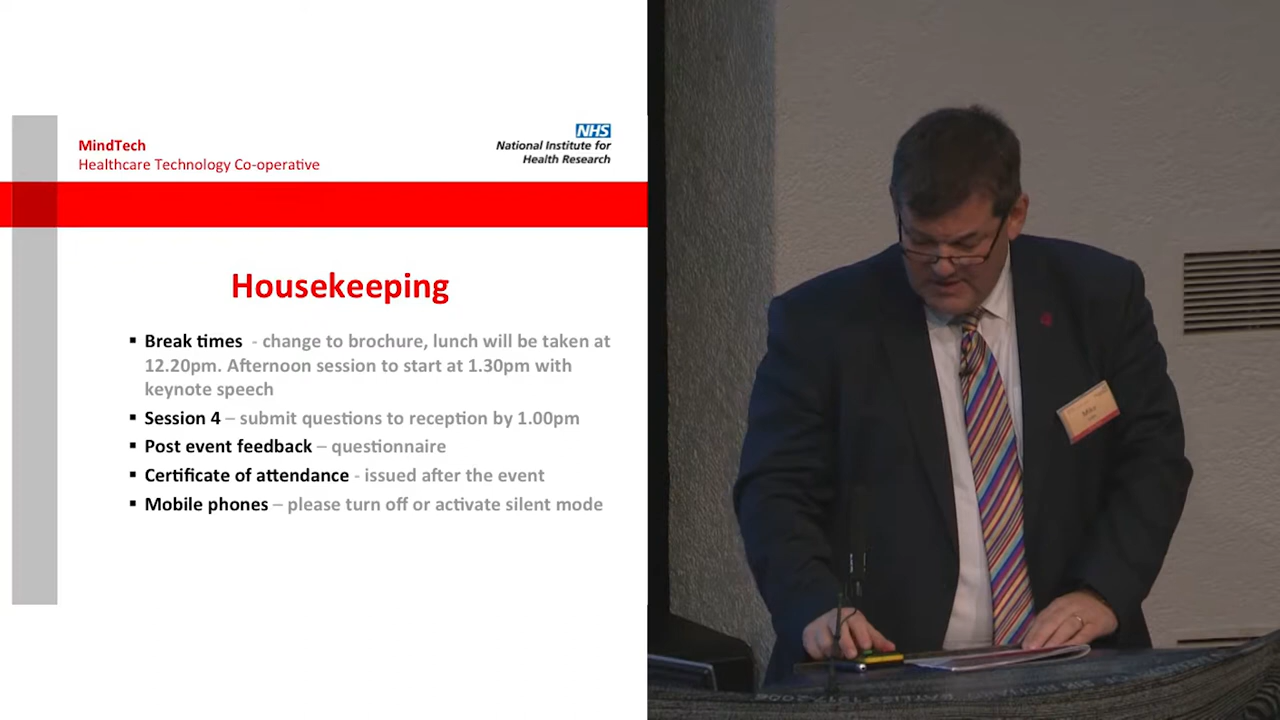 MindTech
Healthcare Technology Co-operative
NHS
National Institute for
Health Research
Housekeeping
▪ Break times - change to brochure, lunch will be taken at
12.20pm. Afternoon session to start at 1.30pm with
keynote speech
▪ Session 4 – submit questions to reception by 1.00pm
▪ Post event feedback – questionnaire
▪ Certificate of attendance - issued after the event
▪ Mobile phones – please turn off or activate silent mode
Mike